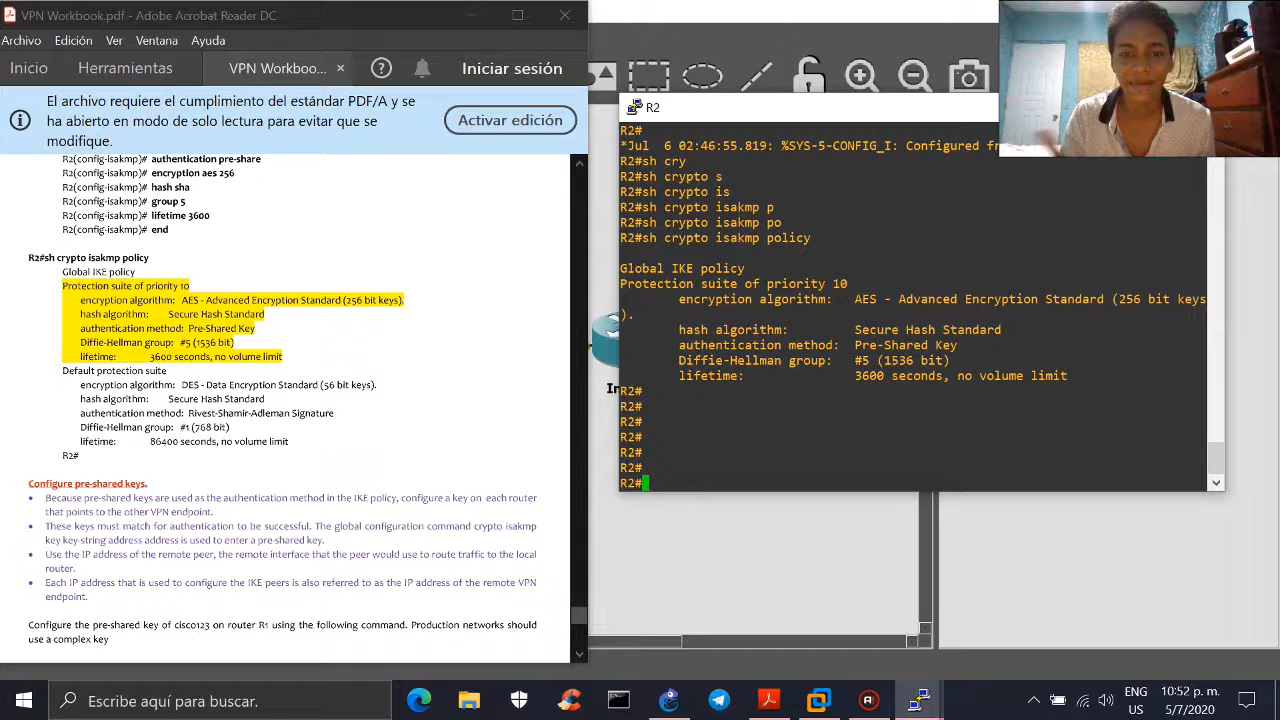 VPN Workbook.pdf - Adobe Acrobat Reader DC
Archivo Edición Ver Ventana Ayuda
Inicio Herramientas VPN Workboo... × ? Iniciar sesión
El archivo requiere el cumplimiento del estándar PDF/A y se
ha abierto en modo de solo lectura para evitar que se
modifique.
Activar edición
R2(config-isakmp)# authentication pre-share
R2(config-isakmp)# encryption aes 256
R2(config-isakmp)# hash sha
R2(config-isakmp)# group 5
R2(config-isakmp)# lifetime 3600
R2(config-isakmp)# end
R2#sh crypto isakmp policy
Global IKE policy
Protection suite of priority 10
encryption algorithm: AES - Advanced Encryption Standard (256 bit keys).
hash algorithm: Secure Hash Standard
authentication method: Pre-Shared Key
Diffie-Hellman group: #5 (1536 bit)
lifetime: 3600 seconds, no volume limit
Default protection suite
encryption algorithm: DES - Data Encryption Standard (56 bit keys).
hash algorithm: Secure Hash Standard
authentication method: Rivest-Shamir-Adleman Signature
Diffie-Hellman group: #1 (768 bit)
lifetime: 86400 seconds, no volume limit
R2#
Configure pre-shared keys.
• Because pre-shared keys are used as the authentication method in the IKE policy, configure a key on each router
that points to the other VPN endpoint.
• These keys must match for authentication to be successful. The global configuration command crypto isakmp
key key-string address address is used to enter a pre-shared key.
• Use the IP address of the remote peer, the remote interface that the peer would use to route traffic to the local
router.
• Each IP address that is used to configure the IKE peers is also referred to as the IP address of the remote VPN
endpoint.
Configure the pre-shared key of cisco123 on router R1 using the following command. Production networks should
use a complex key
R2
R2#
*Jul 6 02:46:55.819: %SYS-5-CONFIG_I: Configured fr
R2#sh cry
R2#sh crypto s
R2#sh crypto is
R2#sh crypto isakmp p
R2#sh crypto isakmp po
R2#sh crypto isakmp policy
Global IKE policy
Protection suite of priority 10
encryption algorithm: AES - Advanced Encryption Standard (256 bit keys
).
hash algorithm: Secure Hash Standard
authentication method: Pre-Shared Key
Diffie-Hellman group: #5 (1536 bit)
lifetime: 3600 seconds, no volume limit
R2#
R2#
R2#
R2#
R2#
R2#
R2#
In
Escribe aquí para buscar.
ENG
US
10:52 p. m.
5/7/2020